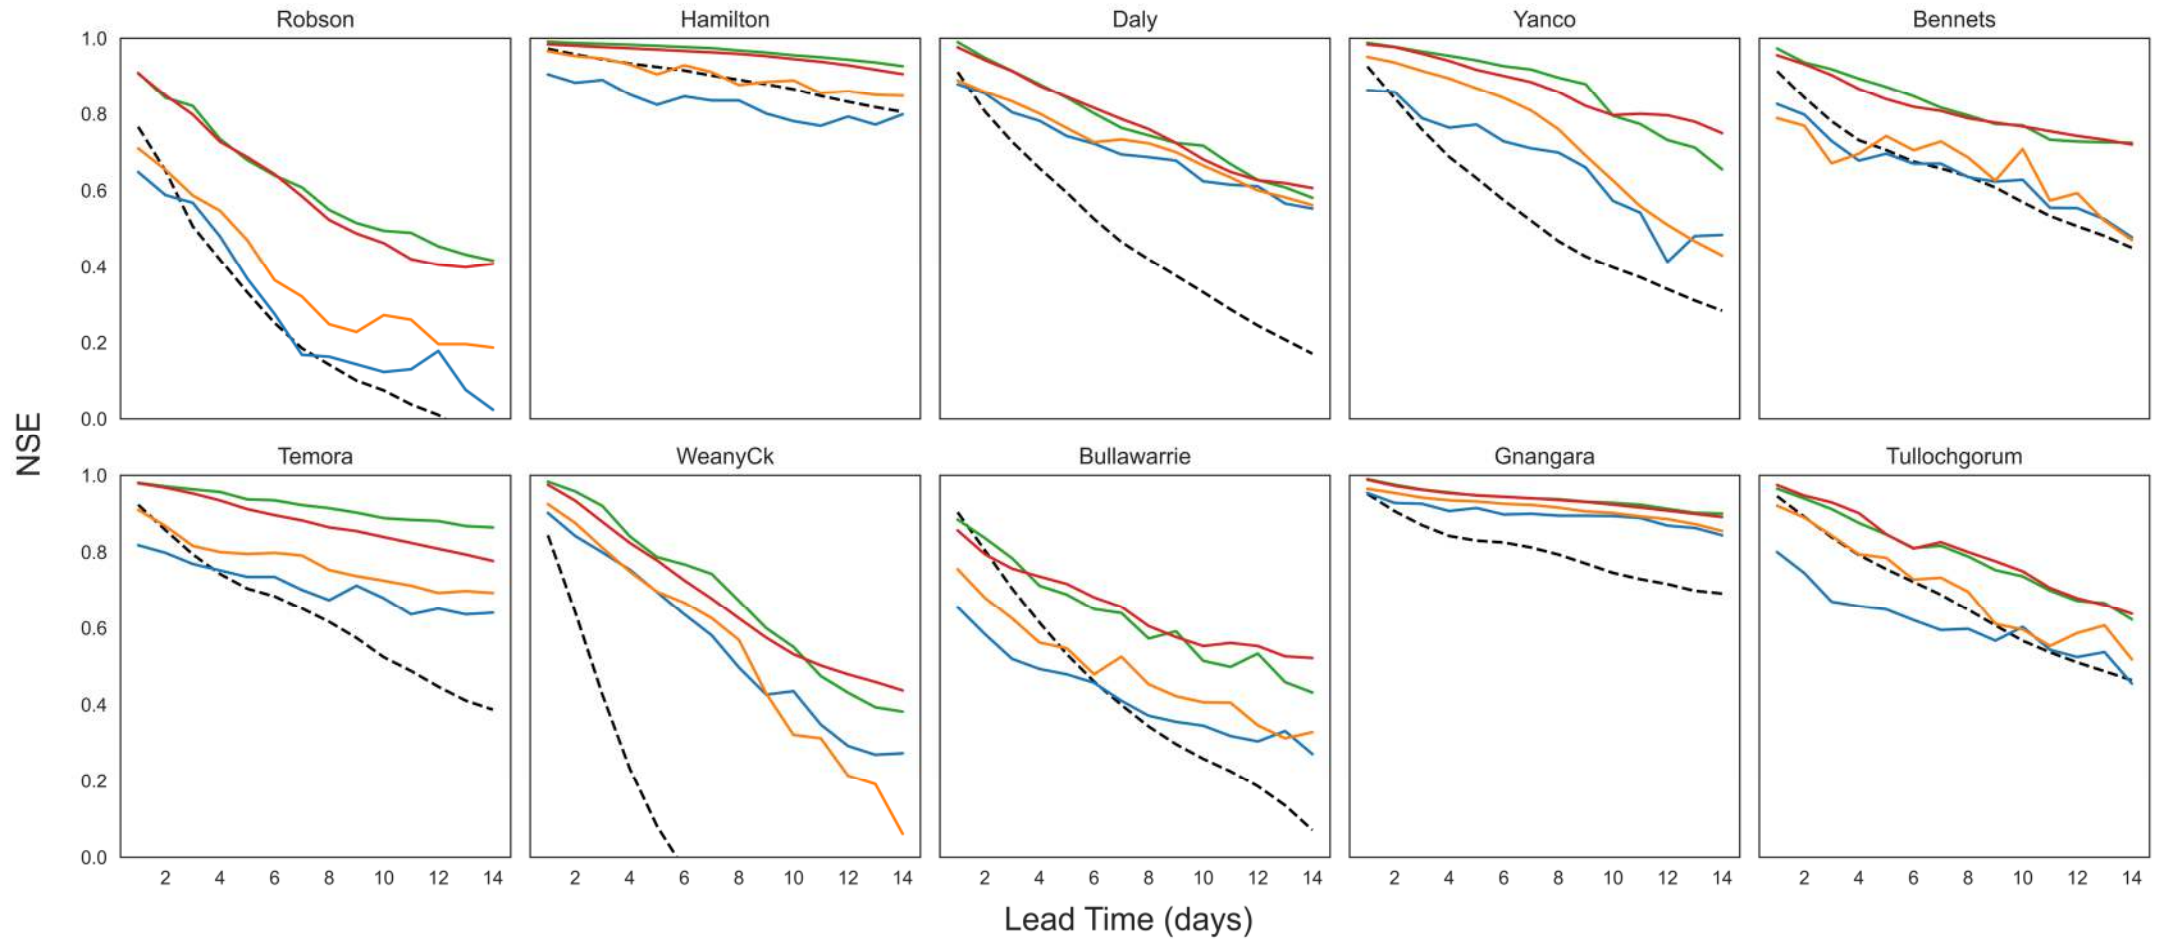 Robson Hamilton Daly Yanco Bennets
1.0
0.8
0.6
0.4
0.2
0.0
NSE
Temora WeanyCk Bullawarrie Gnangara Tullochgorum
1.0
0.8
0.6
0.4
0.2
0.0
2 4 6 8 10 12 14 2 4 6 8 10 12 14 2 4 6 8 10 12 14 2 4 6 8 10 12 14 2 4 6 8 10 12 14
Lead Time (days)